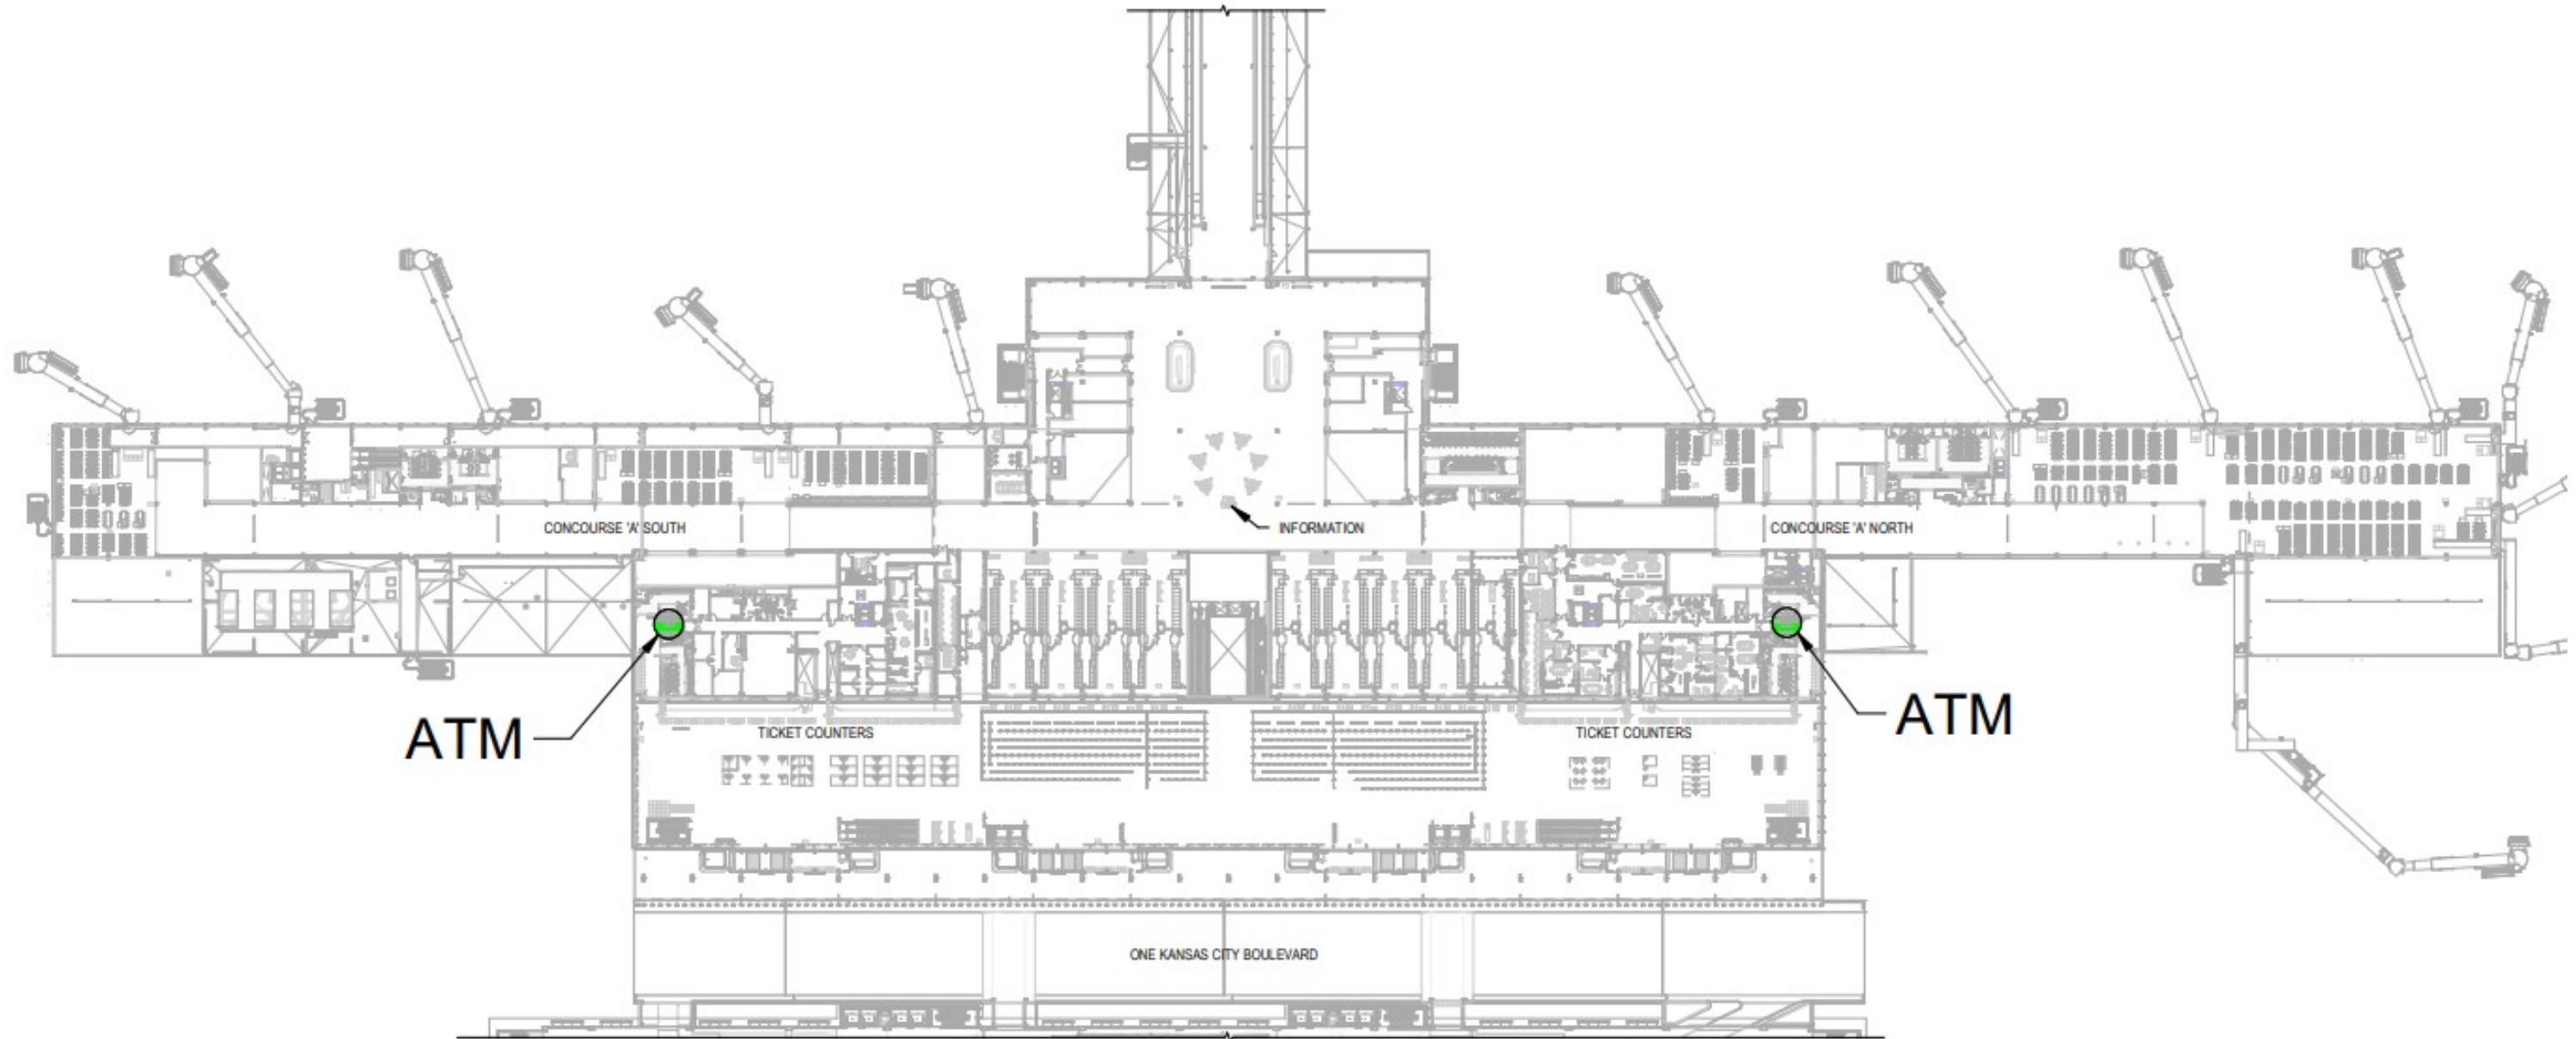 CONCOURSE 'A' SOUTH
INFORMATION
CONCOURSE 'A' NORTH
ATM
ATM
TICKET COUNTERS
TICKET COUNTERS
ONE KANSAS CITY BOULEVARD